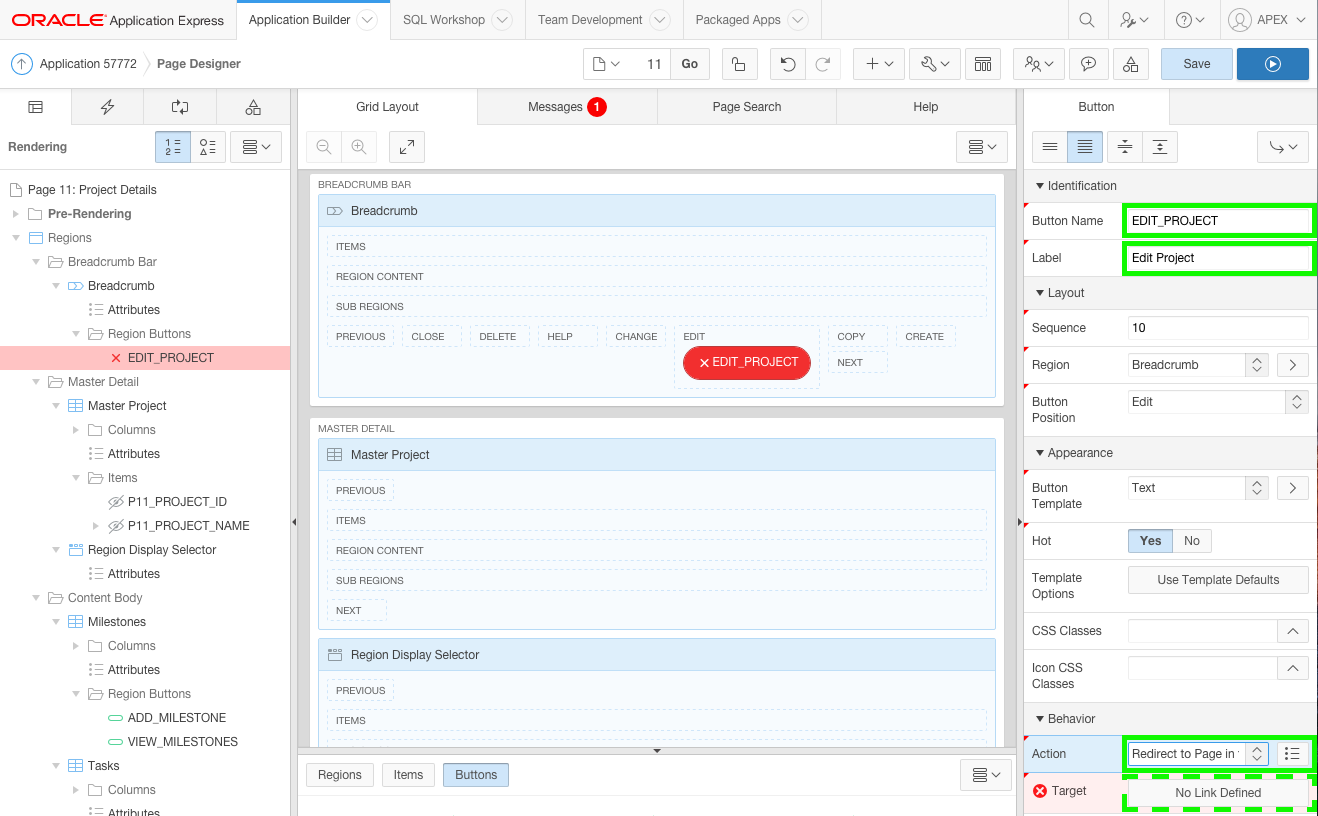 ORACLE Application Express
Application Builder
SQL Workshop
Team Development
Packaged Apps
APEX
Application 57772
Page Designer
11
Go
Save
Rendering
1 2
Page 11: Project Details
Pre-Rendering
Regions
Breadcrumb Bar
Breadcrumb
Attributes
Region Buttons
EDIT_PROJECT
Master Detail
Master Project
Columns
Attributes
Items
P11_PROJECT_ID
P11_PROJECT_NAME
Region Display Selector
Attributes
Content Body
Milestones
Columns
Attributes
Region Buttons
ADD_MILESTONE
VIEW_MILESTONES
Tasks
Columns
Attributes
Grid Layout
Messages 1
Page Search
Help
BREADCRUMB BAR
Breadcrumb
ITEMS
REGION CONTENT
SUB REGIONS
PREVIOUS
CLOSE
DELETE
HELP
CHANGE
EDIT
EDIT_PROJECT
COPY
CREATE
NEXT
MASTER DETAIL
Master Project
PREVIOUS
ITEMS
REGION CONTENT
SUB REGIONS
NEXT
Region Display Selector
PREVIOUS
ITEMS
Regions
Items
Buttons
Button
Identification
Button Name EDIT_PROJECT
Label Edit Project
Layout
Sequence 10
Region Breadcrumb
Button Position Edit
Appearance
Button Template Text
Hot Yes No
Template Options Use Template Defaults
CSS Classes
Icon CSS Classes
Behavior
Action Redirect to Page in
Target No Link Defined